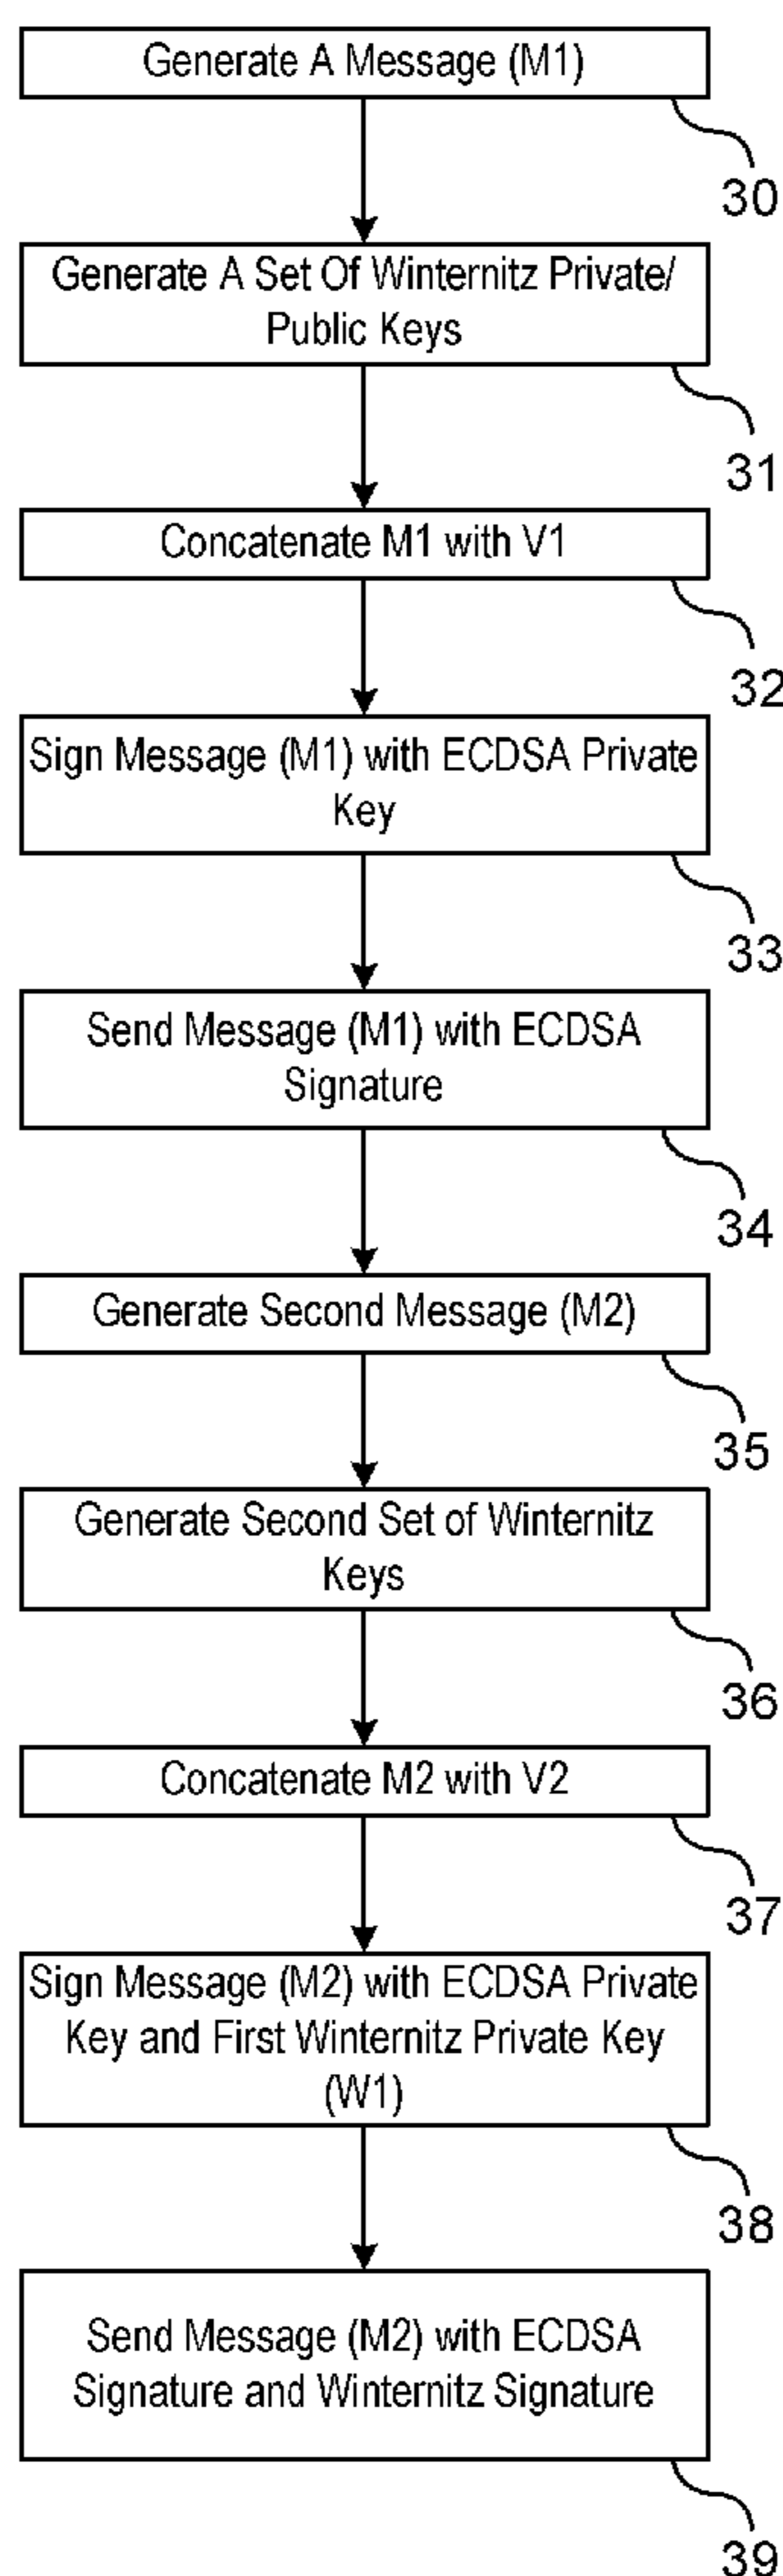 Generate A Message (M1)
30
Generate A Set Of Winternitz Private/
Public Keys
31
Concatenate M1 with V1
32
Sign Message (M1) with ECDSA Private
Key
33
Send Message (M1) with ECDSA
Signature
34
Generate Second Message (M2)
35
Generate Second Set of Winternitz
Keys
36
Concatenate M2 with V2
37
Sign Message (M2) with ECDSA Private
Key and First Winternitz Private Key
(W1)
38
Send Message (M2) with ECDSA
Signature and Winternitz Signature
39